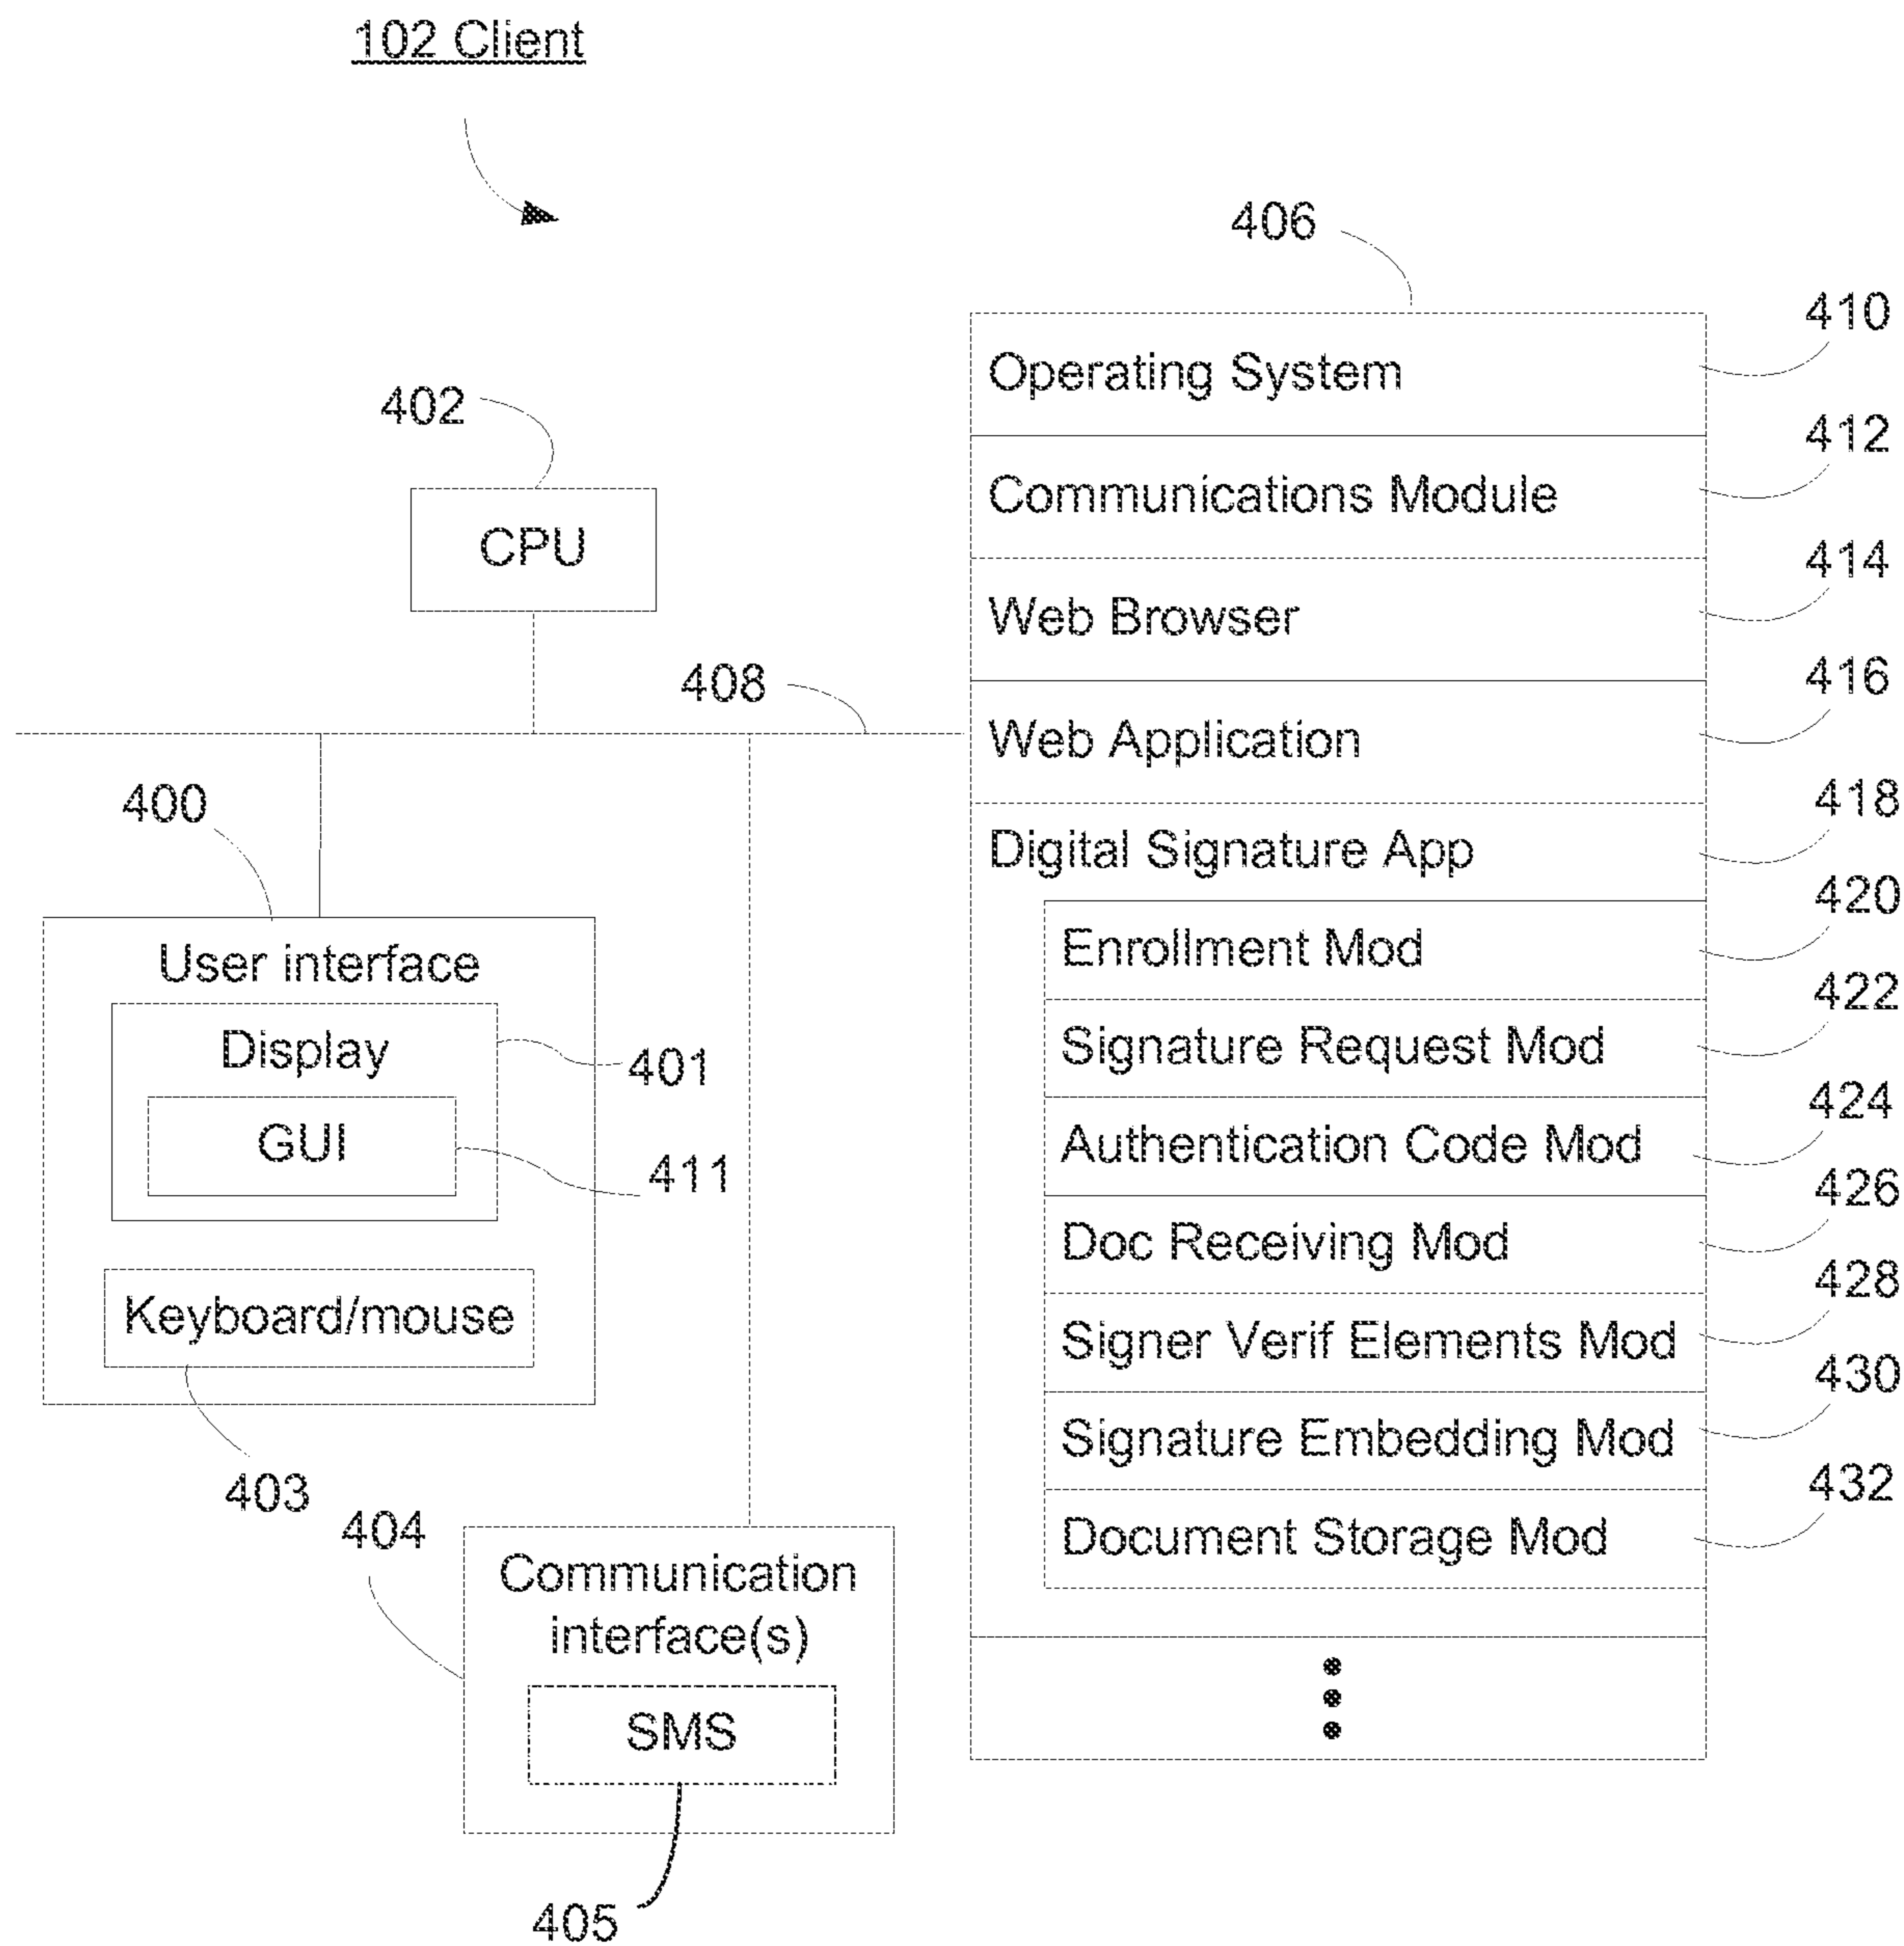 102 Client
406
410
Operating System
402
412
Communications Module
CPU
414
Web Browser
408
416
Web Application
400
418
Digital Signature App
420
User interface
Enrollment Mod
422
Display
401
Signature Request Mod
424
GUI
411
Authentication Code Mod
426
Doc Receiving Mod
428
Keyboard/mouse
Signer Verif Elements Mod
430
403
Signature Embedding Mod
432
404
Document Storage Mod
Communication
interface(s)
SMS
405